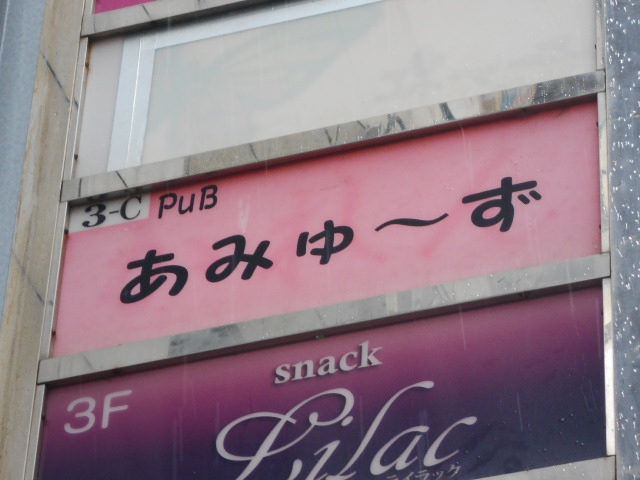 3-C PUB
あみゅ〜ず
snack
3F
Lilac
ライラック